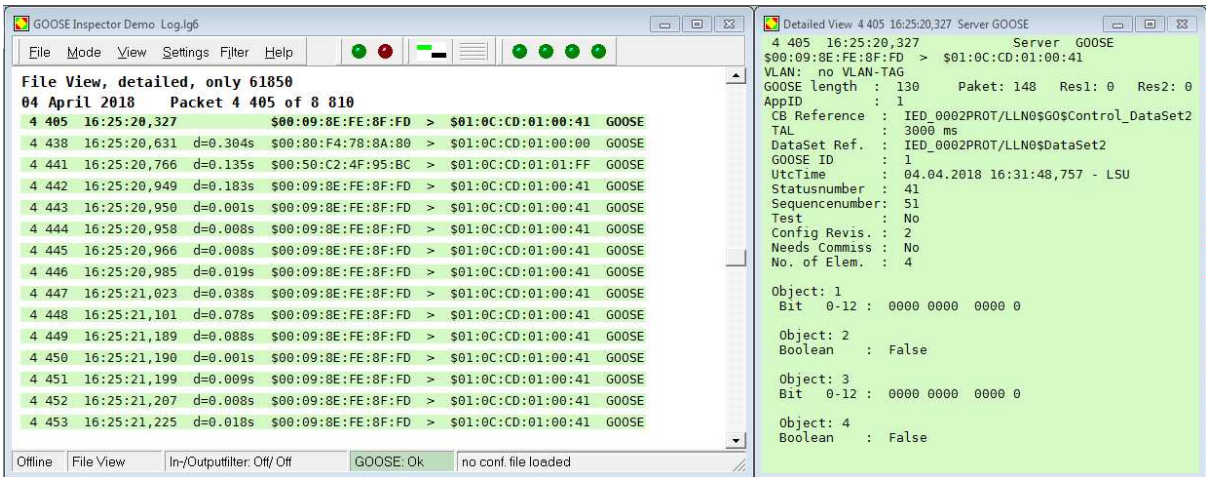 GOOSE Inspector Demo Log.lg6
File Mode View Settings Filter Help
File View, detailed, only 61850
04 April 2018 Packet 4 405 of 8 810
4 405 16:25:20,327 $00:09:8E:FE:8F:FD > $01:0C:CD:01:00:41 GOOSE
4 438 16:25:20,631 d=0.304s $00:80:F4:78:8A:80 > $01:0C:CD:01:00:00 GOOSE
4 441 16:25:20,766 d=0.135s $00:50:C2:4F:95:BC > $01:0C:CD:01:01:FF GOOSE
4 442 16:25:20,949 d=0.183s $00:09:8E:FE:8F:FD > $01:0C:CD:01:00:41 GOOSE
4 443 16:25:20,950 d=0.001s $00:09:8E:FE:8F:FD > $01:0C:CD:01:00:41 GOOSE
4 444 16:25:20,958 d=0.008s $00:09:8E:FE:8F:FD > $01:0C:CD:01:00:41 GOOSE
4 445 16:25:20,966 d=0.008s $00:09:8E:FE:8F:FD > $01:0C:CD:01:00:41 GOOSE
4 446 16:25:20,985 d=0.019s $00:09:8E:FE:8F:FD > $01:0C:CD:01:00:41 GOOSE
4 447 16:25:21,023 d=0.038s $00:09:8E:FE:8F:FD > $01:0C:CD:01:00:41 GOOSE
4 448 16:25:21,101 d=0.078s $00:09:8E:FE:8F:FD > $01:0C:CD:01:00:41 GOOSE
4 449 16:25:21,189 d=0.088s $00:09:8E:FE:8F:FD > $01:0C:CD:01:00:41 GOOSE
4 450 16:25:21,190 d=0.001s $00:09:8E:FE:8F:FD > $01:0C:CD:01:00:41 GOOSE
4 451 16:25:21,199 d=0.009s $00:09:8E:FE:8F:FD > $01:0C:CD:01:00:41 GOOSE
4 452 16:25:21,207 d=0.008s $00:09:8E:FE:8F:FD > $01:0C:CD:01:00:41 GOOSE
4 453 16:25:21,225 d=0.018s $00:09:8E:FE:8F:FD > $01:0C:CD:01:00:41 GOOSE
Offline File View In-/Outputfilter: Off/ Off GOOSE: Ok no conf. file loaded
Detailed View 4 405 16:25:20,327 Server GOOSE
4 405 16:25:20,327 Server GOOSE
$00:09:8E:FE:8F:FD > $01:0C:CD:01:00:41
VLAN: no VLAN-TAG
GOOSE length : 130 Paket: 148 Res1: 0 Res2: 0
AppID : 1
CB Reference : IED_0002PROT/LLN0$GO$Control_DataSet2
TAL : 3000 ms
DataSet Ref. : IED_0002PROT/LLN0$DataSet2
GOOSE ID : 1
UtcTime : 04.04.2018 16:31:48,757 - LSU
Statusnumber : 41
Sequencenumber: 51
Test : No
Config Revis. : 2
Needs Commiss : No
No. of Elem. : 4
Object: 1
Bit 0-12 : 0000 0000 0000 0
Object: 2
Boolean : False
Object: 3
Bit 0-12 : 0000 0000 0000 0
Object: 4
Boolean : False